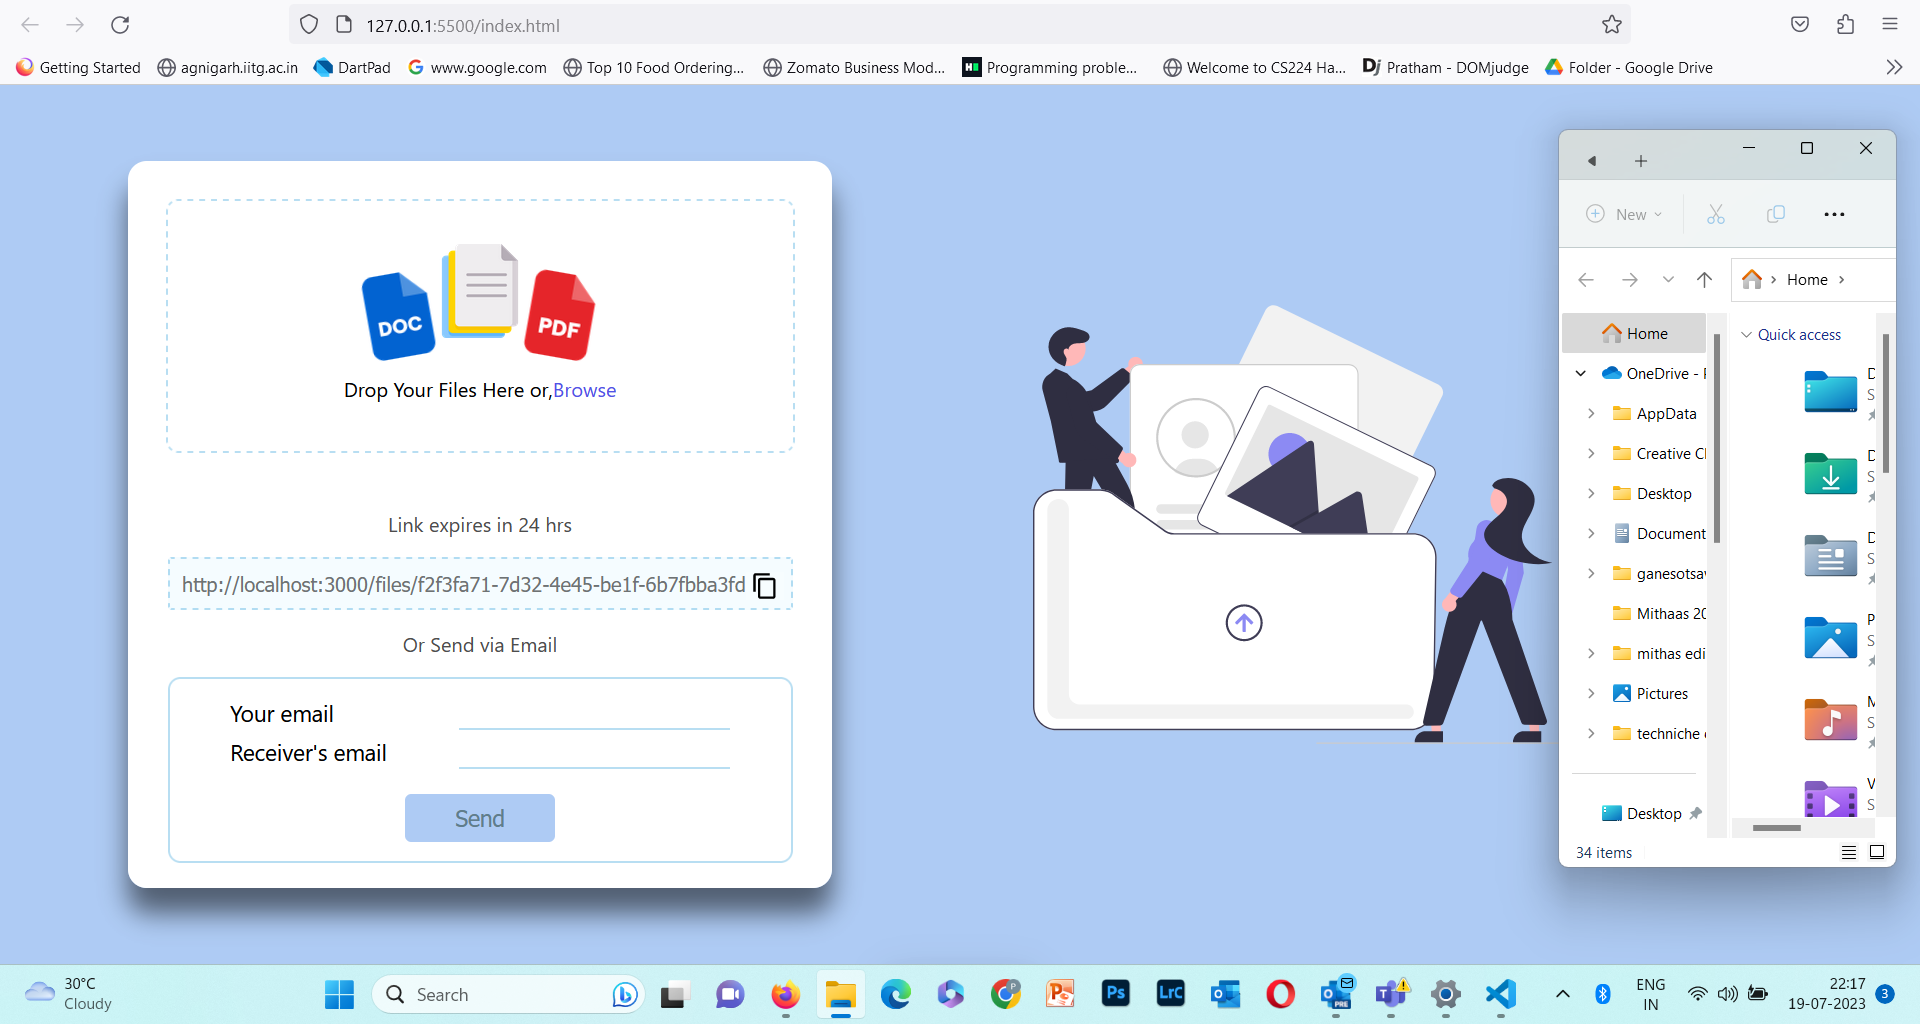 127.0.0.1:5500/index.html
Getting Started
agnigarh.iitg.ac.in
DartPad
www.google.com
Top 10 Food Ordering...
Zomato Business Mod...
Programming proble...
Welcome to CS224 Ha...
Pratham - DOMjudge
Folder - Google Drive
DOC
PDF
Drop Your Files Here or,Browse
Link expires in 24 hrs
http://localhost:3000/files/f2f3fa71-7d32-4e45-be1f-6b7fbba3fd
Or Send via Email
Your email
Receiver's email
Send
New
Home
Home
OneDrive - P
AppData
Creative Cl
Desktop
Document
ganesotsav
Mithaas 20
mithas edi
Pictures
techniche
Desktop
Quick access
D
S
D
S
D
S
P
S
M
S
V
S
34 items
30°C
Cloudy
Search
P
Ps
LrC
PRE
ENG
IN
22:17
19-07-2023
3